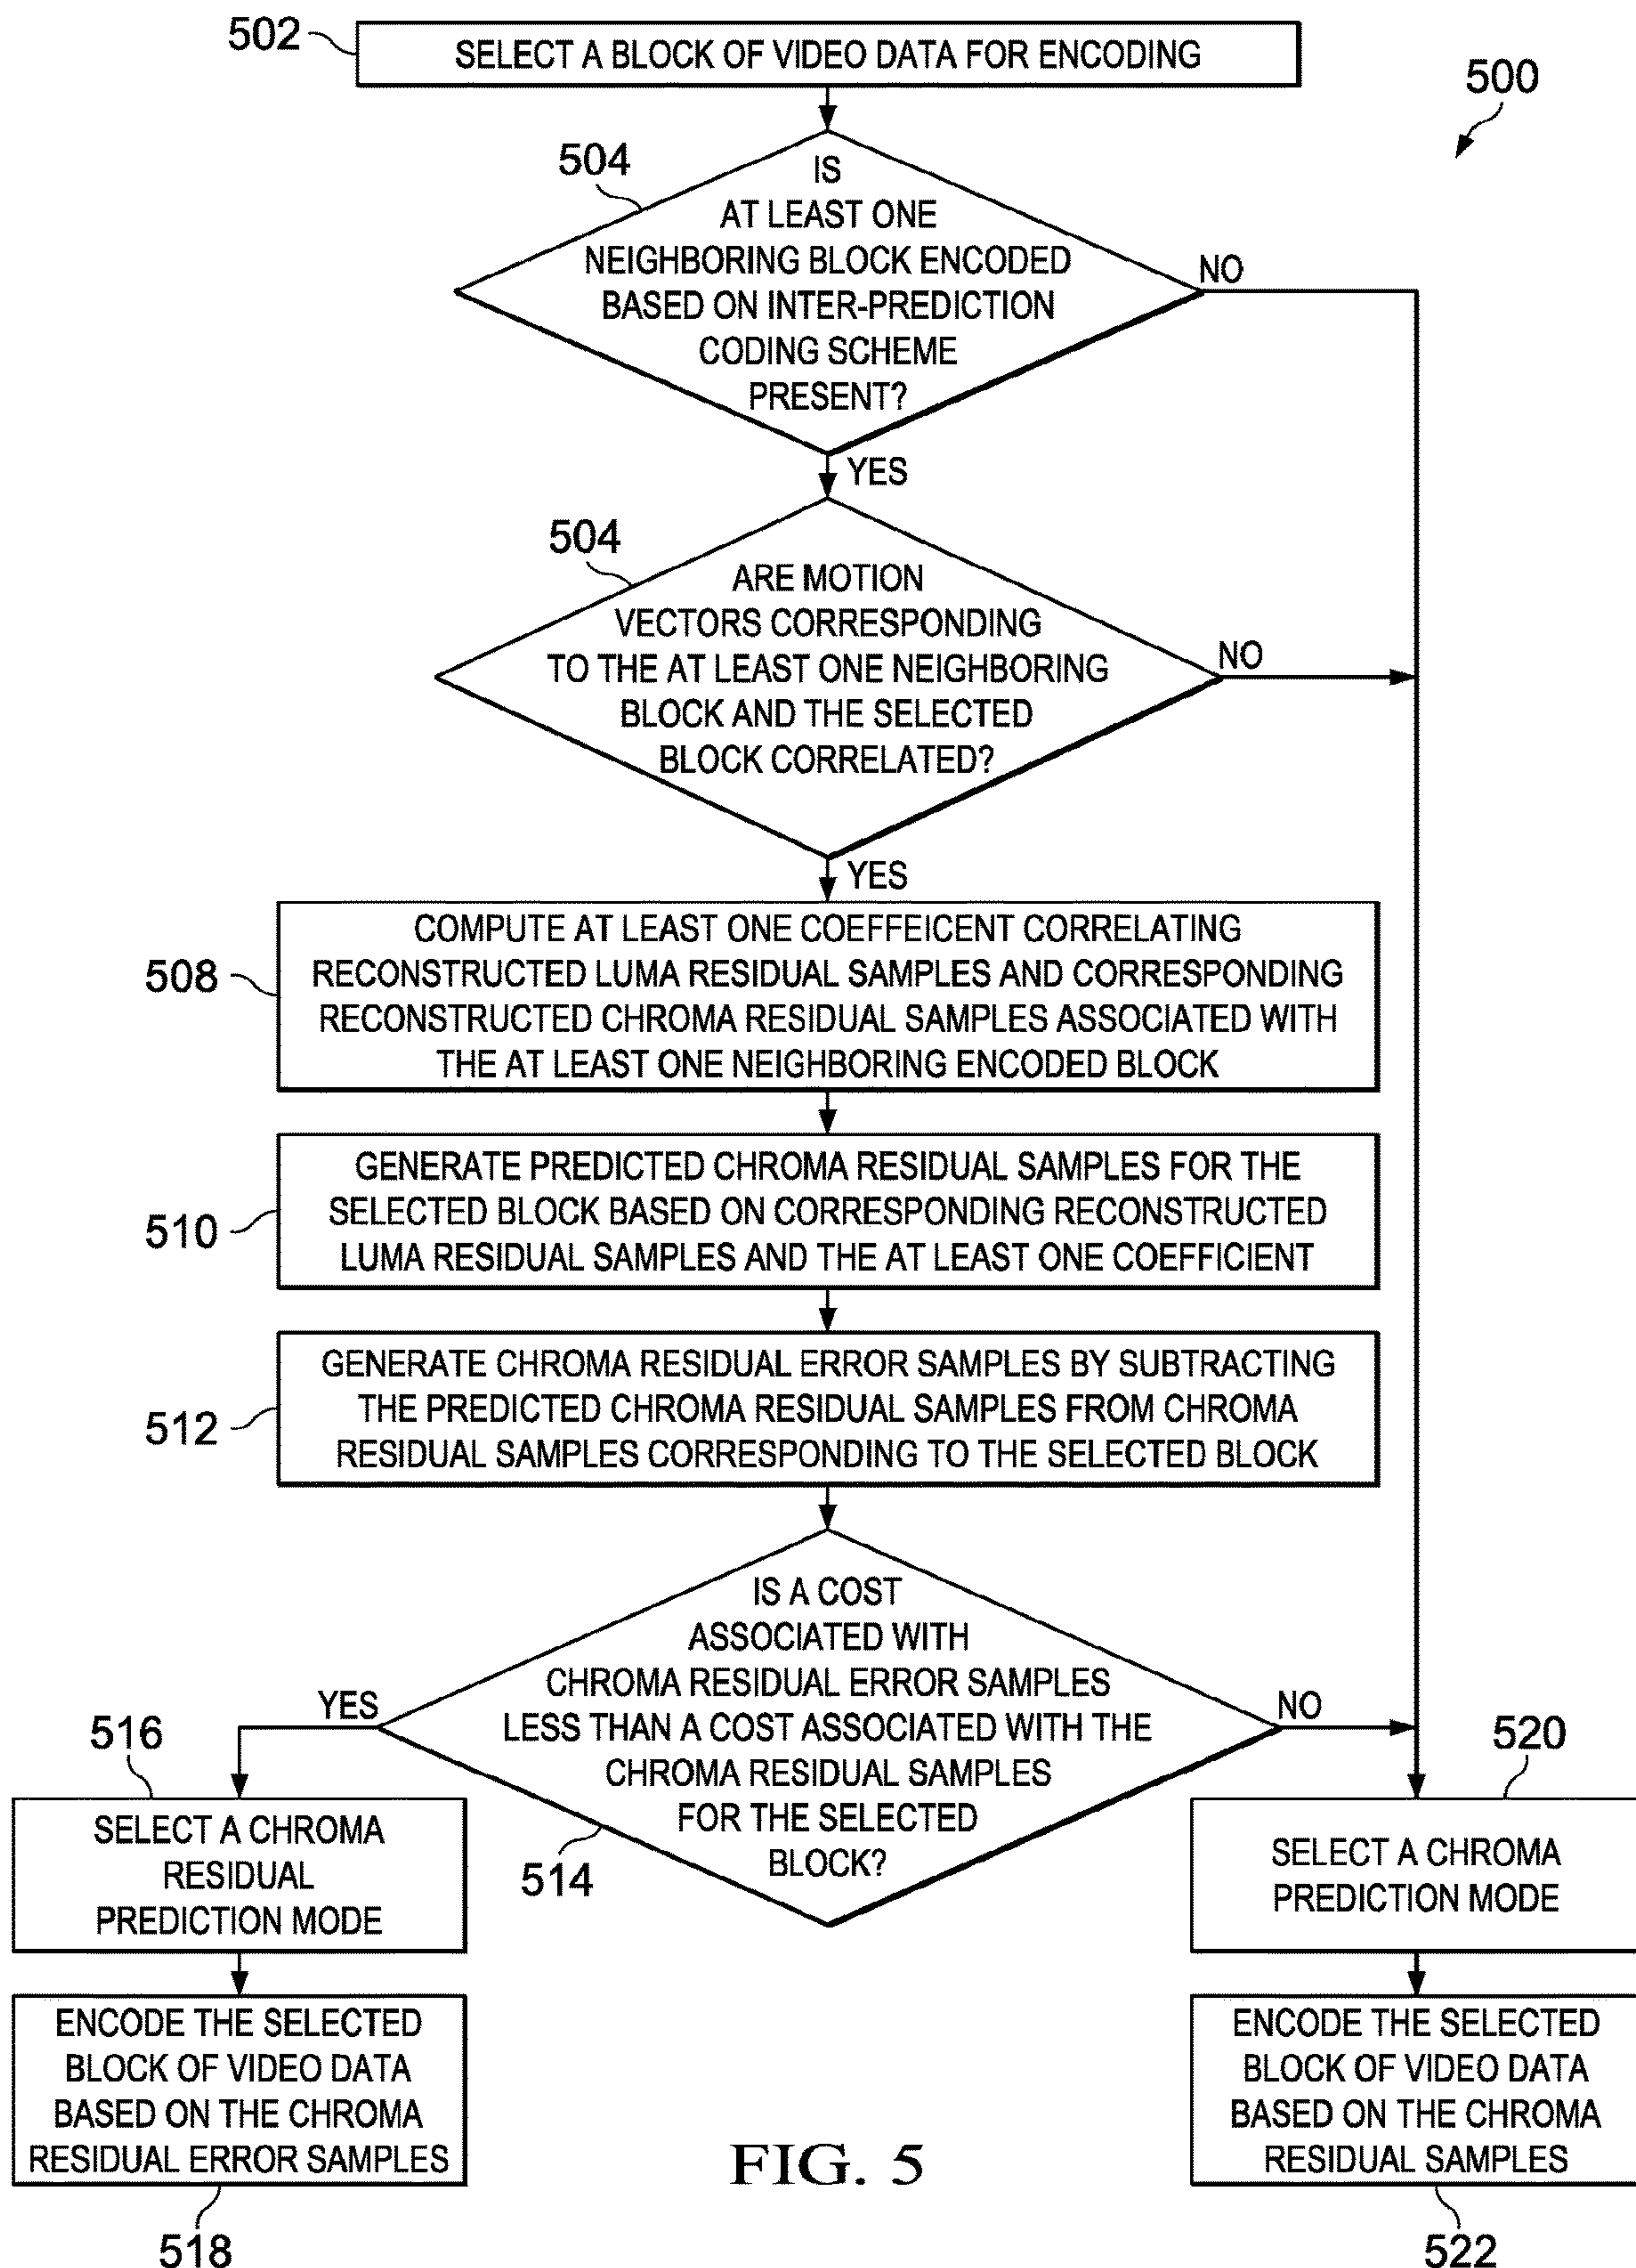 502
SELECT A BLOCK OF VIDEO DATA FOR ENCODING
500
504
IS
AT LEAST ONE
NEIGHBORING BLOCK ENCODED
BASED ON INTER-PREDICTION
CODING SCHEME
PRESENT?
NO
YES
504
ARE MOTION
VECTORS CORRESPONDING
TO THE AT LEAST ONE NEIGHBORING
BLOCK AND THE SELECTED
BLOCK CORRELATED?
NO
YES
508
COMPUTE AT LEAST ONE COEFFEICENT CORRELATING
RECONSTRUCTED LUMA RESIDUAL SAMPLES AND CORRESPONDING
RECONSTRUCTED CHROMA RESIDUAL SAMPLES ASSOCIATED WITH
THE AT LEAST ONE NEIGHBORING ENCODED BLOCK
510
GENERATE PREDICTED CHROMA RESIDUAL SAMPLES FOR THE
SELECTED BLOCK BASED ON CORRESPONDING RECONSTRUCTED
LUMA RESIDUAL SAMPLES AND THE AT LEAST ONE COEFFICIENT
512
GENERATE CHROMA RESIDUAL ERROR SAMPLES BY SUBTRACTING
THE PREDICTED CHROMA RESIDUAL SAMPLES FROM CHROMA
RESIDUAL SAMPLES CORRESPONDING TO THE SELECTED BLOCK
IS A COST
ASSOCIATED WITH
CHROMA RESIDUAL ERROR SAMPLES
LESS THAN A COST ASSOCIATED WITH THE
CHROMA RESIDUAL SAMPLES
FOR THE SELECTED
BLOCK?
514
YES
NO
516
SELECT A CHROMA
RESIDUAL
PREDICTION MODE
520
SELECT A CHROMA
PREDICTION MODE
ENCODE THE SELECTED
BLOCK OF VIDEO DATA
BASED ON THE CHROMA
RESIDUAL ERROR SAMPLES
518
ENCODE THE SELECTED
BLOCK OF VIDEO DATA
BASED ON THE CHROMA
RESIDUAL SAMPLES
522
FIG. 5